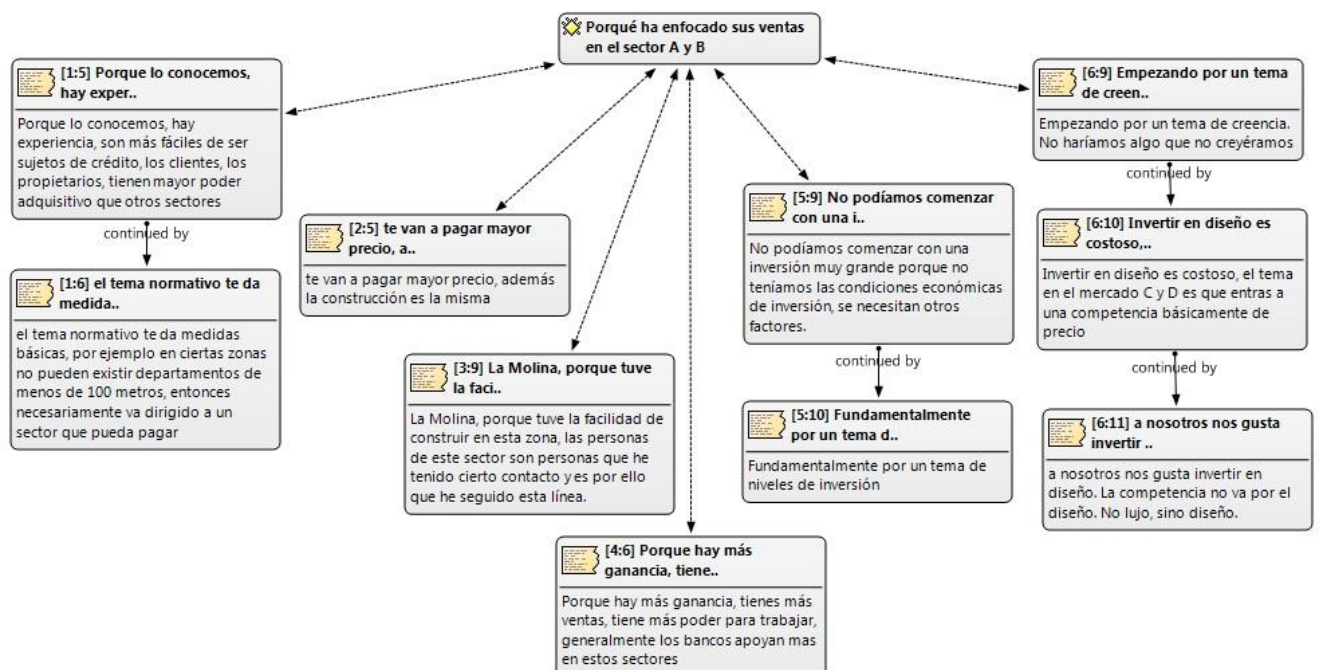 Porqué ha enfocado sus ventas
en el sector A y B
[1:5] Porque lo conocemos,
hay exper..
Porque lo conocemos, hay
experiencia, son más fáciles de ser
sujetos de crédito, los clientes, los
propietarios, tienen mayor poder
adquisitivo que otros sectores
continued by
[1:6] el tema normativo te da
medida..
el tema normativo te da medidas
básicas, por ejemplo en ciertas zonas
no pueden existir departamentos de
menos de 100 metros, entonces
necesariamente va dirigido a un
sector que pueda pagar
[2:5] te van a pagar mayor
precio, a..
te van a pagar mayor precio, además
la construcción es la misma
[3:9] La Molina, porque tuve
la faci..
La Molina, porque tuve la facilidad de
construir en esta zona, las personas
de este sector son personas que he
tenido cierto contacto y es por ello
que he seguido esta línea.
[4:6] Porque hay más
ganancia, tiene..
Porque hay más ganancia, tienes más
ventas, tiene más poder para trabajar,
generalmente los bancos apoyan mas
en estos sectores
[5:9] No podíamos comenzar
con una i..
No podíamos comenzar con una
inversión muy grande porque no
teníamos las condiciones económicas
de inversión, se necesitan otros
factores.
continued by
[5:10] Fundamentalmente
por un tema d..
Fundamentalmente por un tema de
niveles de inversión
[6:9] Empezando por un tema
de creen..
Empezando por un tema de creencia.
No haríamos algo que no creyéramos
continued by
[6:10] Invertir en diseño es
costoso,..
Invertir en diseño es costoso, el tema
en el mercado C y D es que entras a
una competencia básicamente de
precio
continued by
[6:11] a nosotros nos gusta
invertir ..
a nosotros nos gusta invertir en
diseño. La competencia no va por el
diseño. No lujo, sino diseño.